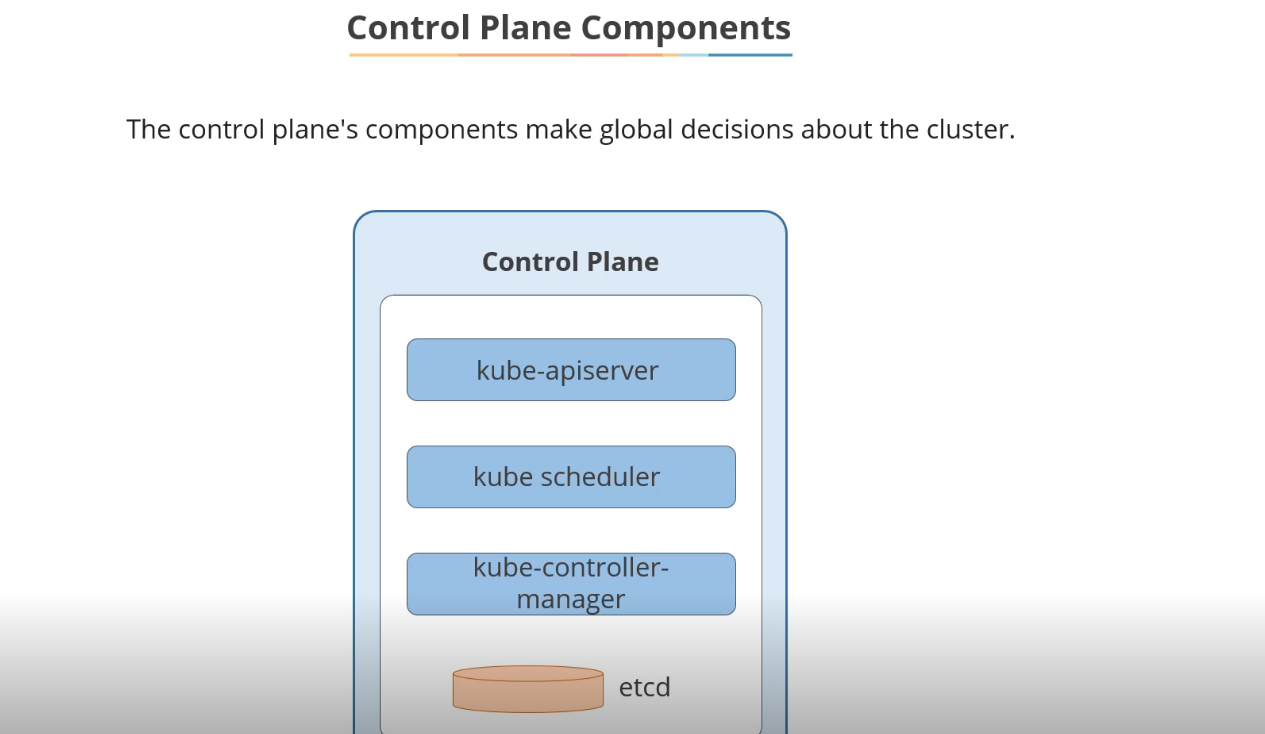 Control Plane Components
The control plane's components make global decisions about the cluster.
Control Plane
kube-apiserver
kube scheduler
kube-controller-
manager
etcd